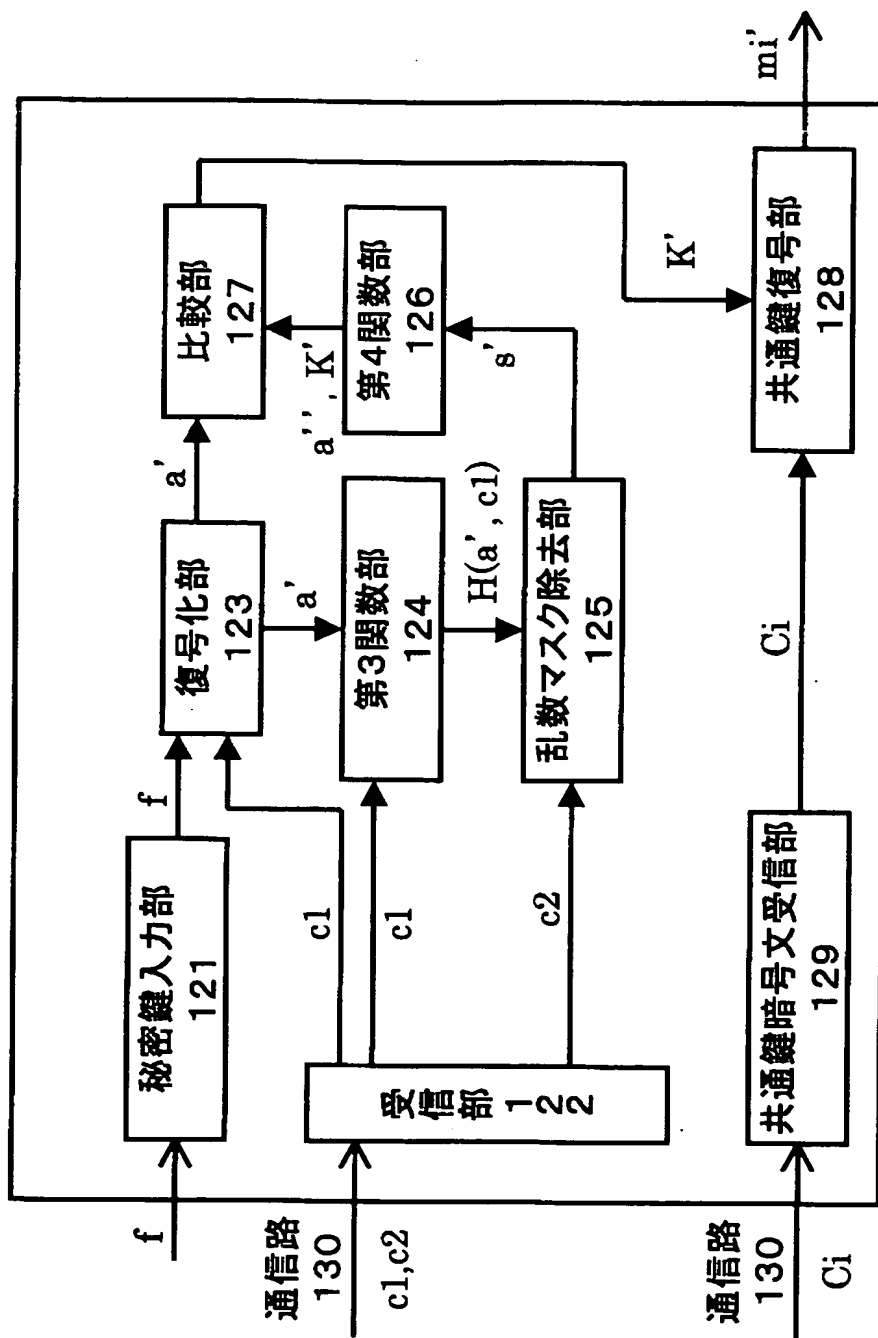 f
秘密鍵入力部
121
f
復号化部
123
a'
比較部
127
通信路
130
c1,c2
受信部 122
c1
c1
c2
a'
第3関数部
124
H(a', c1)
乱数マスク除去部
125
s'
第4関数部
126
a'', K'
K'
通信路
130
Ci
共通鍵暗号文受信部
129
Ci
共通鍵復号部
128
mi'